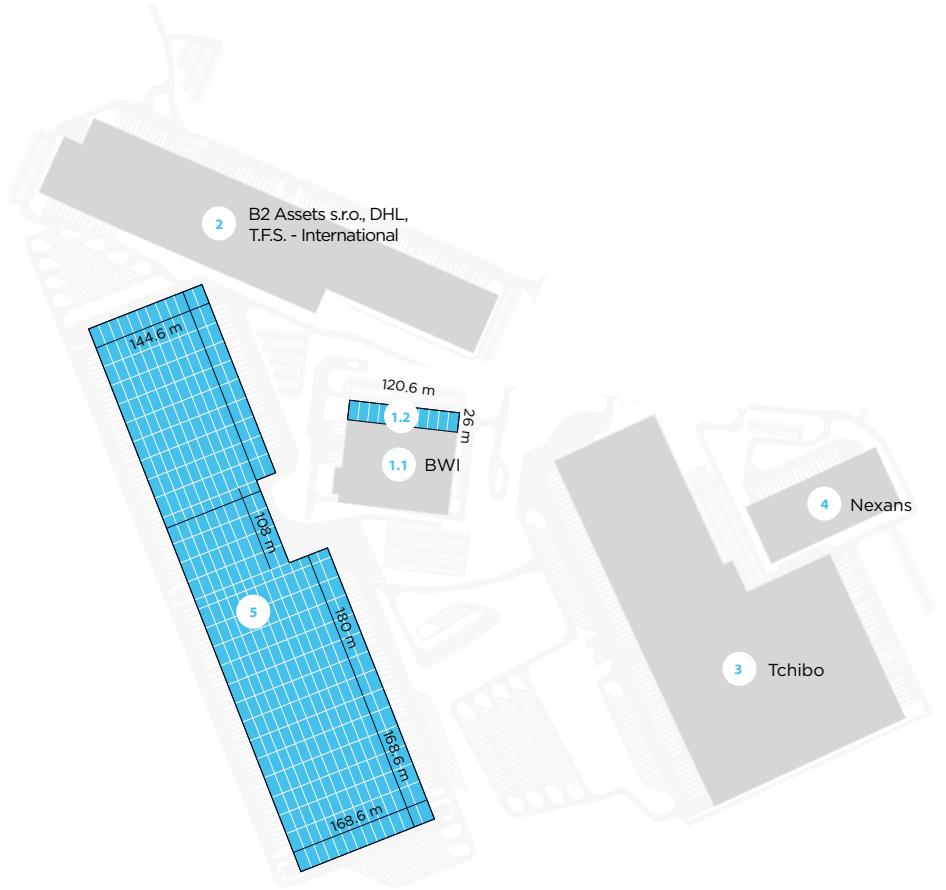 2
B2 Assets s.r.o., DHL,
T.F.S. - International
144.6 m
120.6 m
1.2
26 m
1.1
BWI
4
Nexans
108 m
5
180 m
3
Tchibo
168.6 m
168.6 m